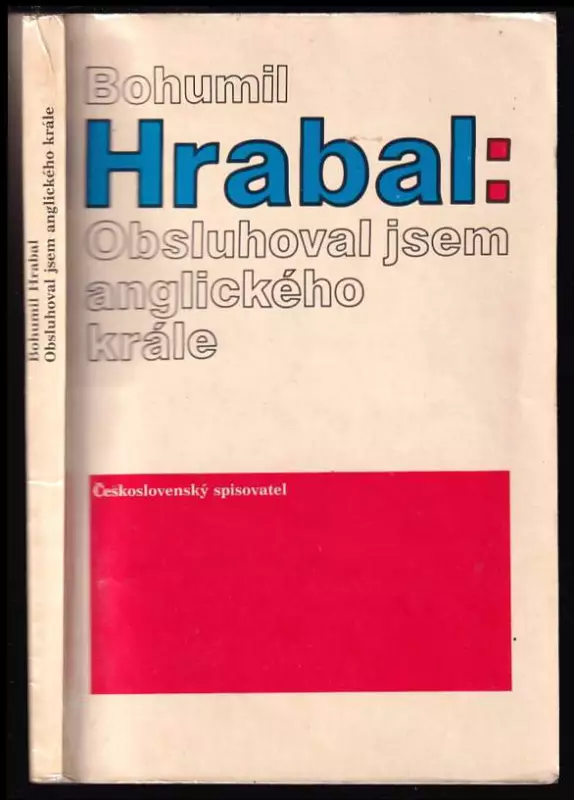 Bohumil
Hrabal:
Obsluhoval jsem
anglického
krále
Československý spisovatel
Bohumil Hrabal
Obsluhoval jsem anglického krále